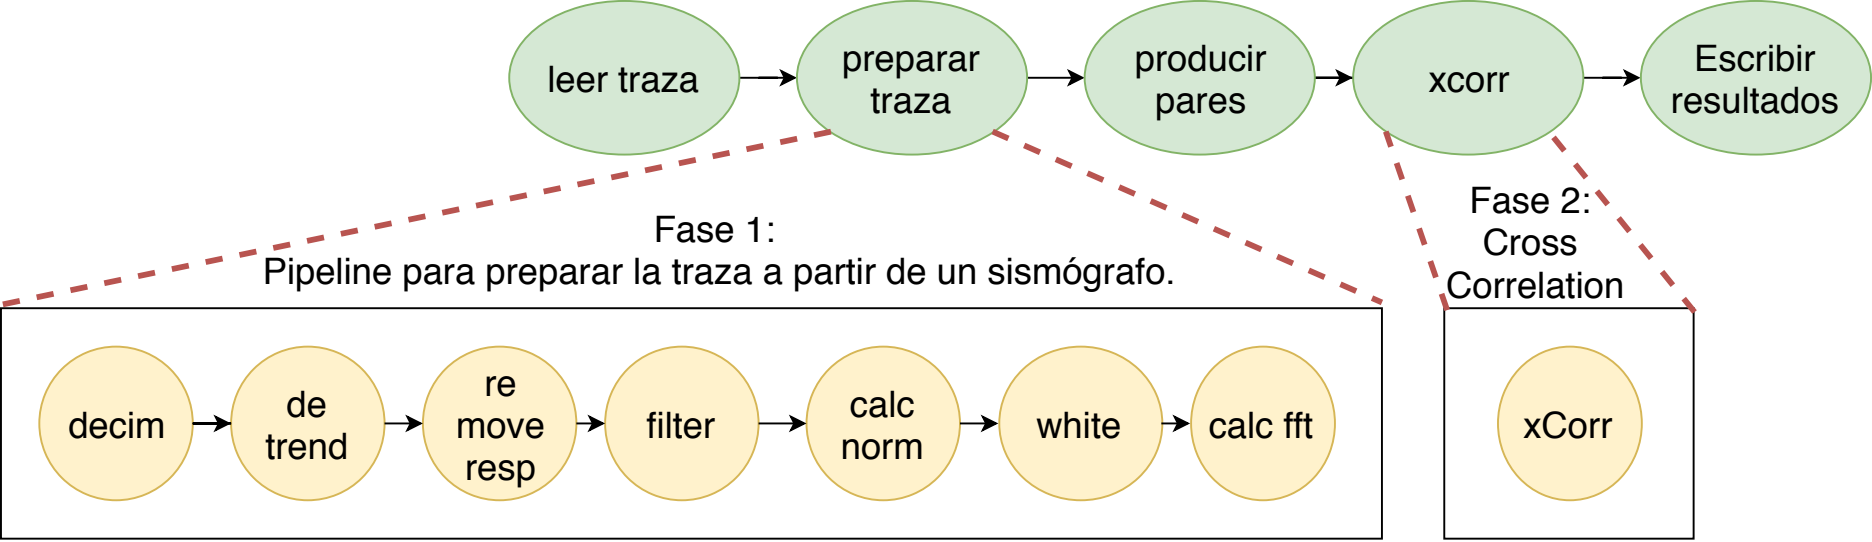 leer traza
preparar
traza
producir
pares
xcorr
Escribir
resultados
Fase 1:
Pipeline para preparar la traza a partir de un sismógrafo.
Fase 2:
Cross
Correlation
decim
de
trend
re
move
resp
filter
calc
norm
white
calc fft
xCorr